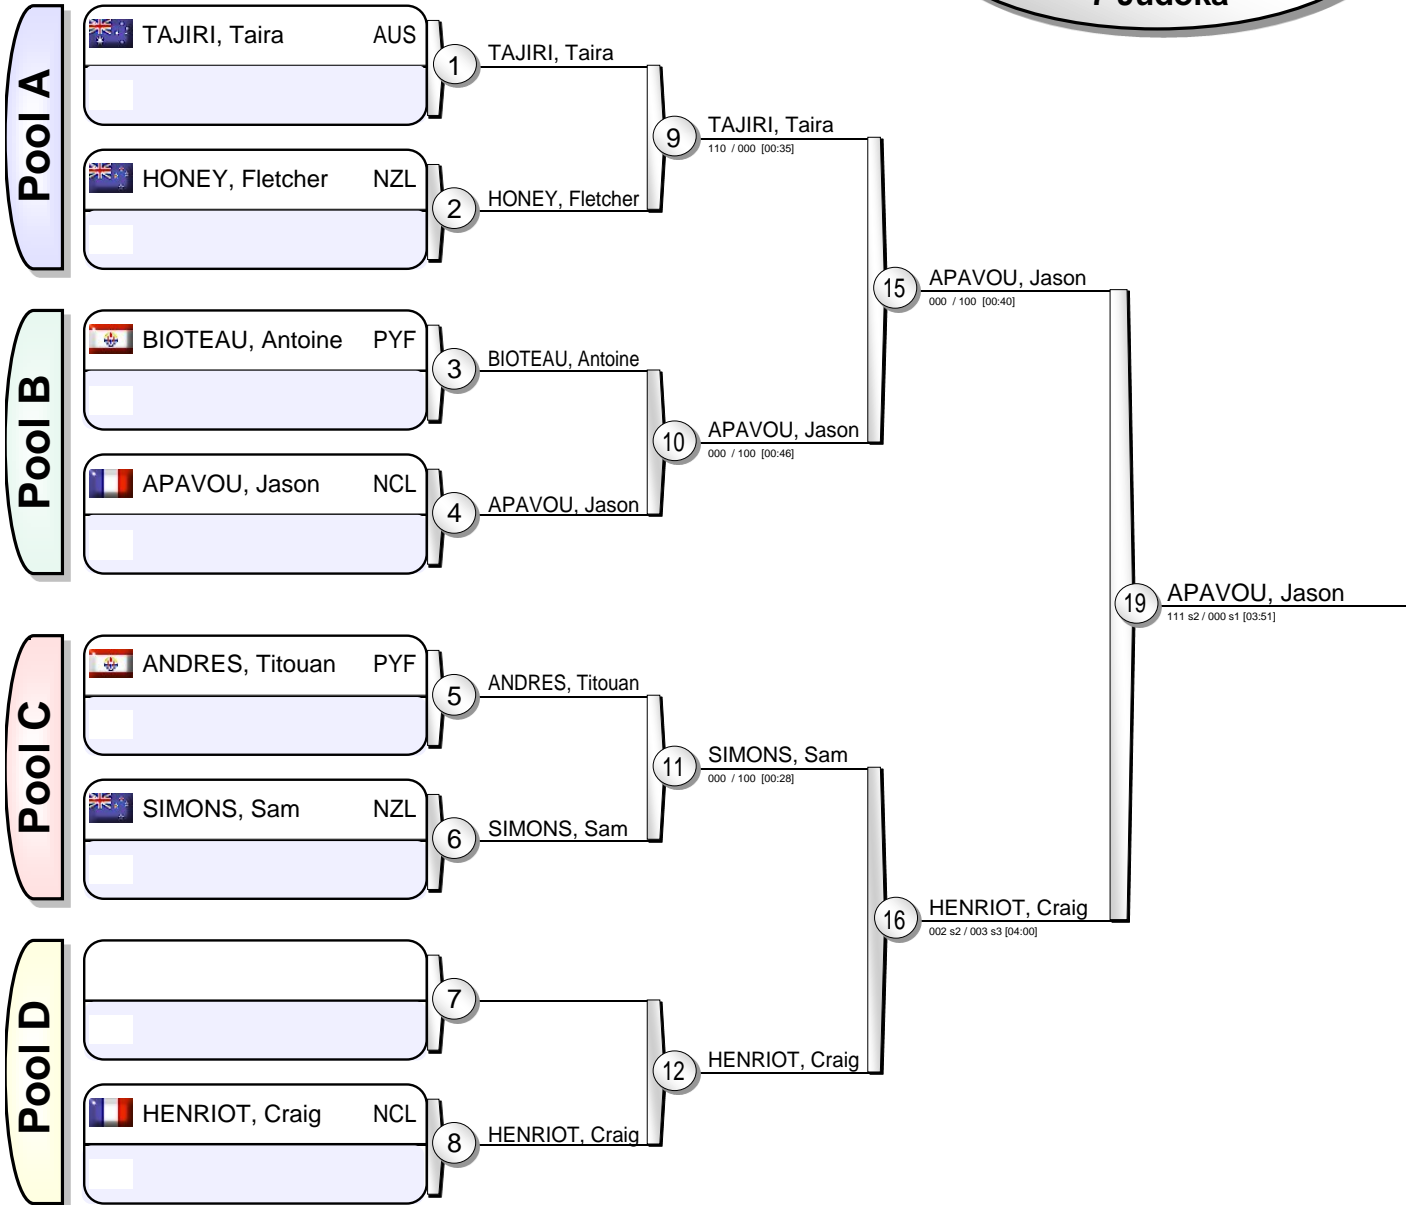 7 Judoka
Pool A
TAJIRI, Taira AUS
1
TAJIRI, Taira
HONEY, Fletcher NZL
2
HONEY, Fletcher
9
TAJIRI, Taira
110 / 000 [00:35]
Pool B
BIOTEAU, Antoine PYF
3
BIOTEAU, Antoine
APAVOU, Jason NCL
4
APAVOU, Jason
10
APAVOU, Jason
000 / 100 [00:46]
15
APAVOU, Jason
000 / 100 [00:40]
Pool C
ANDRES, Titouan PYF
5
ANDRES, Titouan
SIMONS, Sam NZL
6
SIMONS, Sam
11
SIMONS, Sam
000 / 100 [00:28]
Pool D
7
HENRIOT, Craig NCL
8
HENRIOT, Craig
12
HENRIOT, Craig
16
HENRIOT, Craig
002 s2 / 003 s3 [04:00]
19
APAVOU, Jason
111 s2 / 000 s1 [03:51]